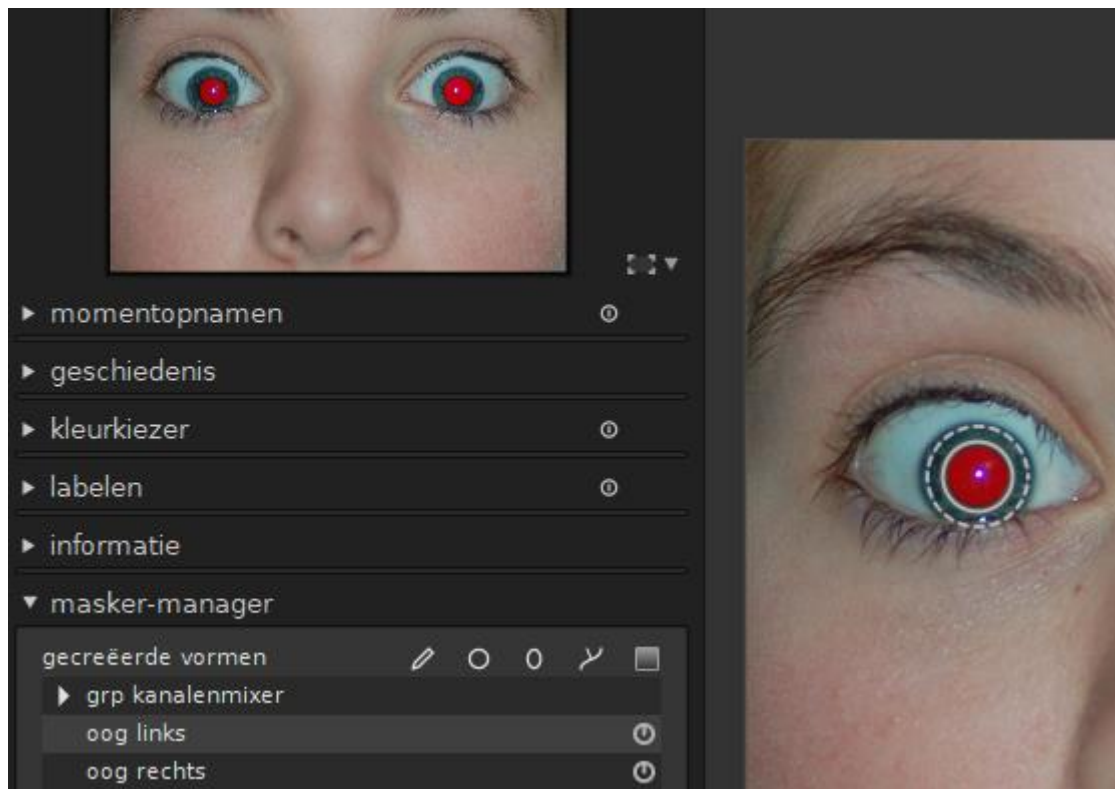 momentopnamen
geschiedenis
kleurkiezer
labelen
informatie
masker-manager
gecreëerde vormen
grp kanalenmixer
oog links
oog rechts